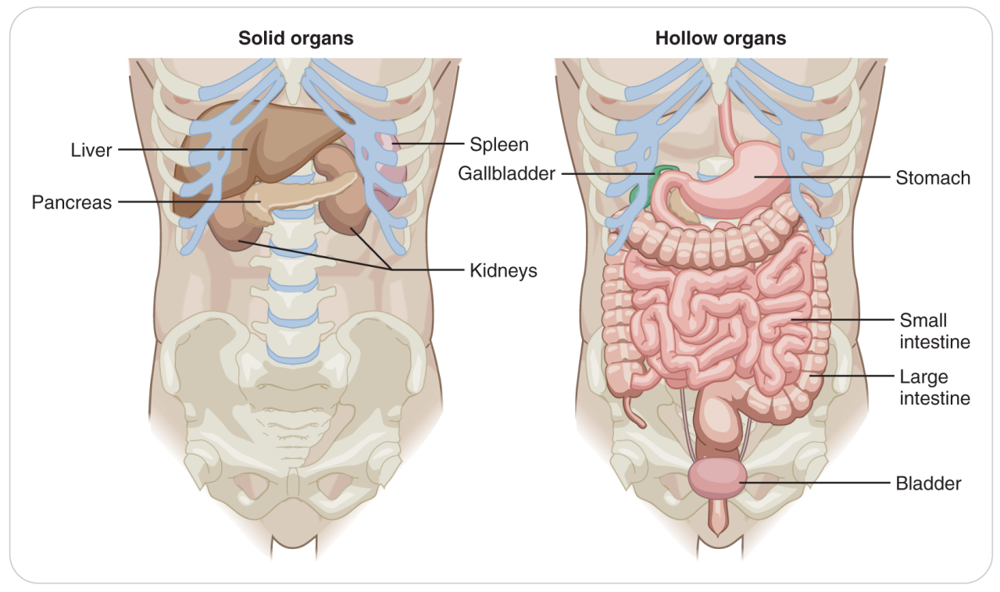 Solid organs
Liver
Pancreas
Spleen
Kidneys
Hollow organs
Gallbladder
Stomach
Small
intestine
Large
intestine
Bladder